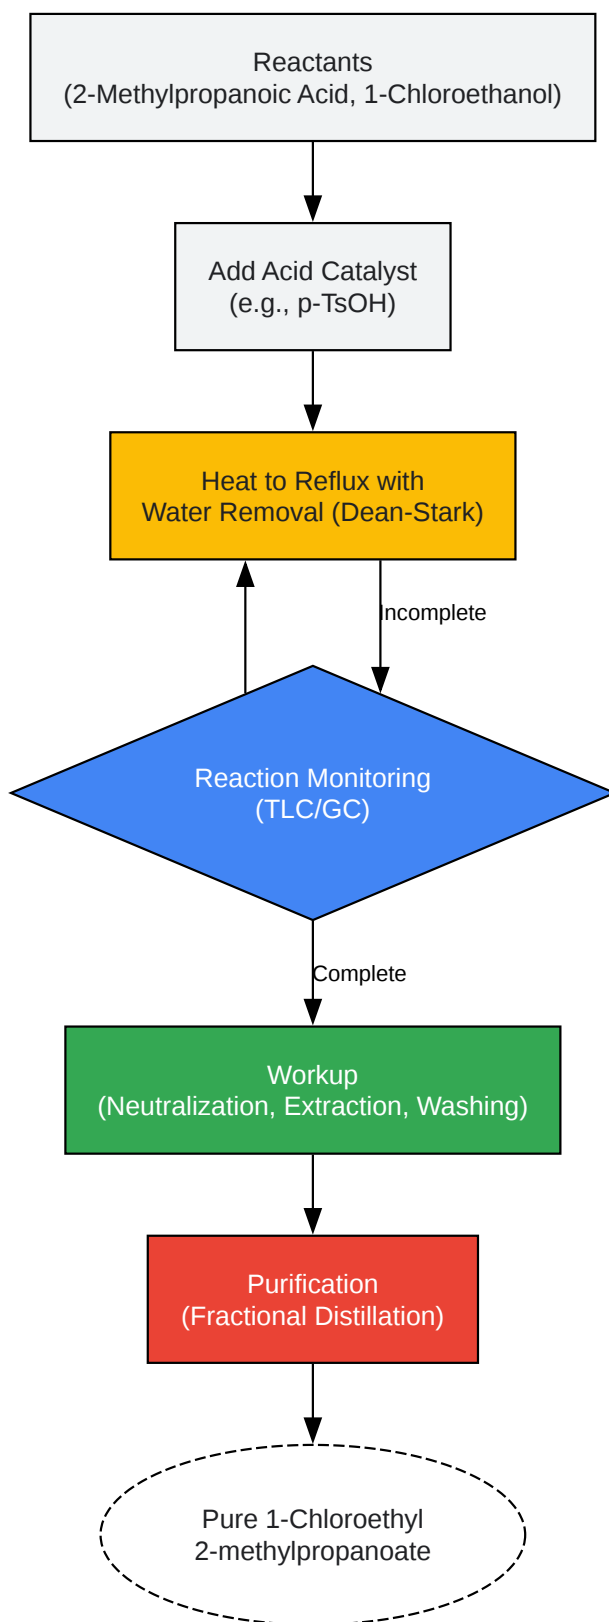 Reactants
(2-Methylpropanoic Acid, 1-Chloroethanol)
Add Acid Catalyst
(e.g., p-TsOH)
Heat to Reflux with
Water Removal (Dean-Stark)
Incomplete
Reaction Monitoring
(TLC/GC)
Complete
Workup
(Neutralization, Extraction, Washing)
Purification
(Fractional Distillation)
Pure 1-Chloroethyl
2-methylpropanoate